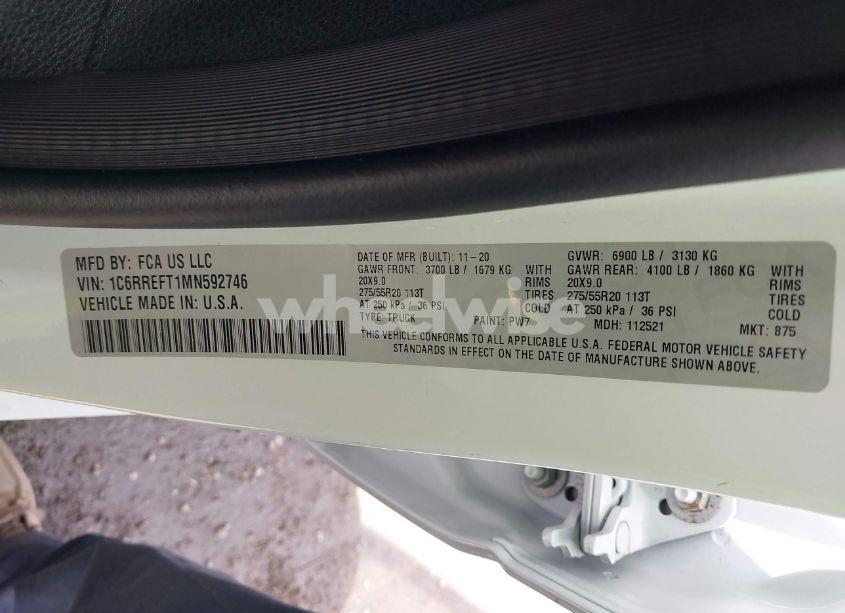 MFD BY: FCA US LLC
VIN: 1C6RREFT1MN592746
VEHICLE MADE IN U.S.A.
DATE OF MFR (BUILT): 11-20
GAWR FRONT: 3700 LB / 1679 KG WITH
20X9.0 RIMS
275/55R20 113T TIRES
AT 250 kPa / 36 PSI COLD
TYPE: TRUCK PAINT: PW7
GVWR: 6900 LB / 3130 KG
GAWR REAR: 4100 LB / 1860 KG WITH
20X9.0 RIMS
275/55R20 113T TIRES
AT 250 kPa / 36 PSI COLD
MDH: 112521 MKT: 875
THIS VEHICLE CONFORMS TO ALL APPLICABLE U.S.A. FEDERAL MOTOR VEHICLE SAFETY
STANDARDS IN EFFECT ON THE DATE OF MANUFACTURE SHOWN ABOVE.
wheelwise